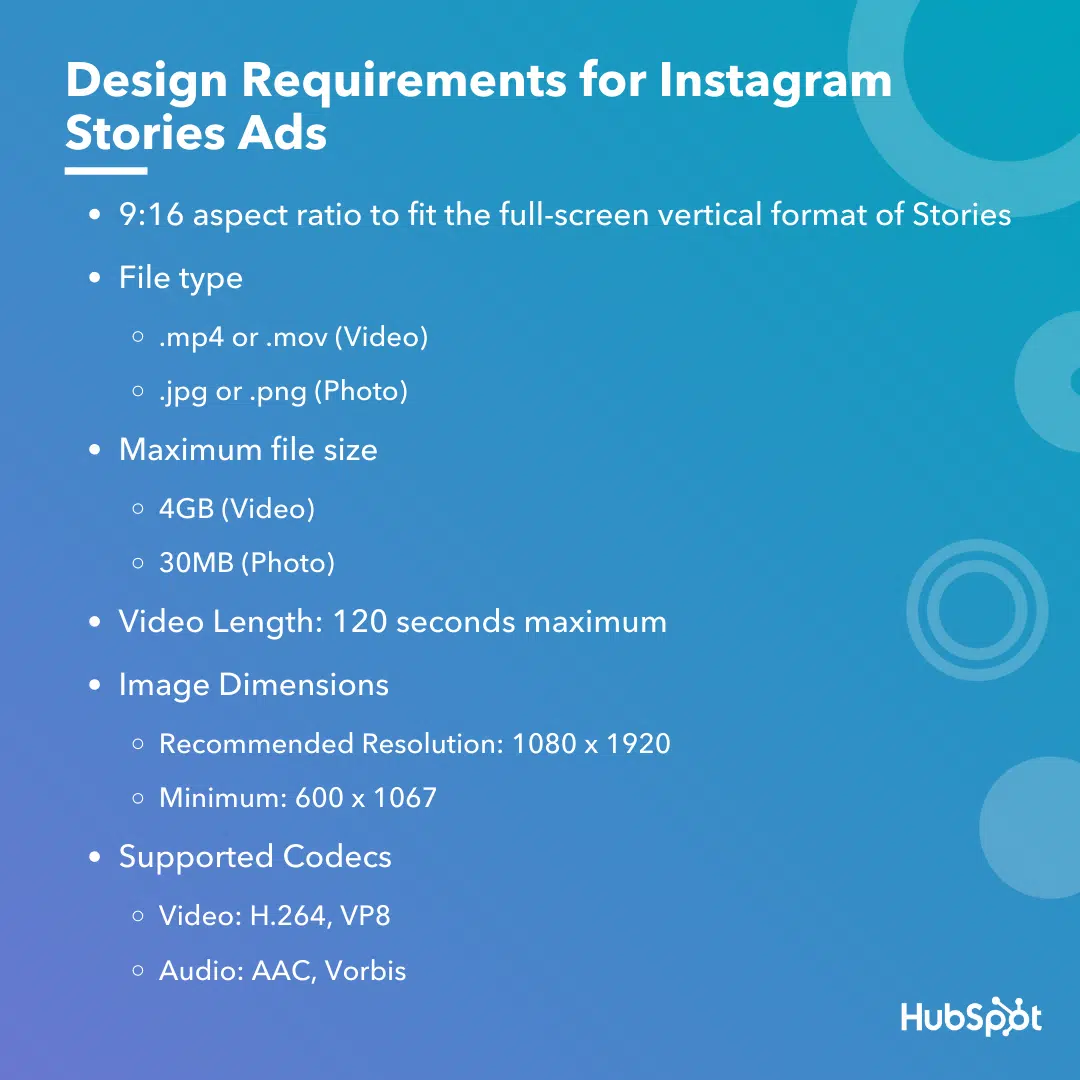 Design Requirements for Instagram
Stories Ads
• 9:16 aspect ratio to fit the full-screen vertical format of Stories
• File type
○ .mp4 or .mov (Video)
○ .jpg or .png (Photo)
• Maximum file size
○ 4GB (Video)
○ 30MB (Photo)
• Video Length: 120 seconds maximum
• Image Dimensions
○ Recommended Resolution: 1080 x 1920
○ Minimum: 600 x 1067
• Supported Codecs
○ Video: H.264, VP8
○ Audio: AAC, Vorbis
HubSpot